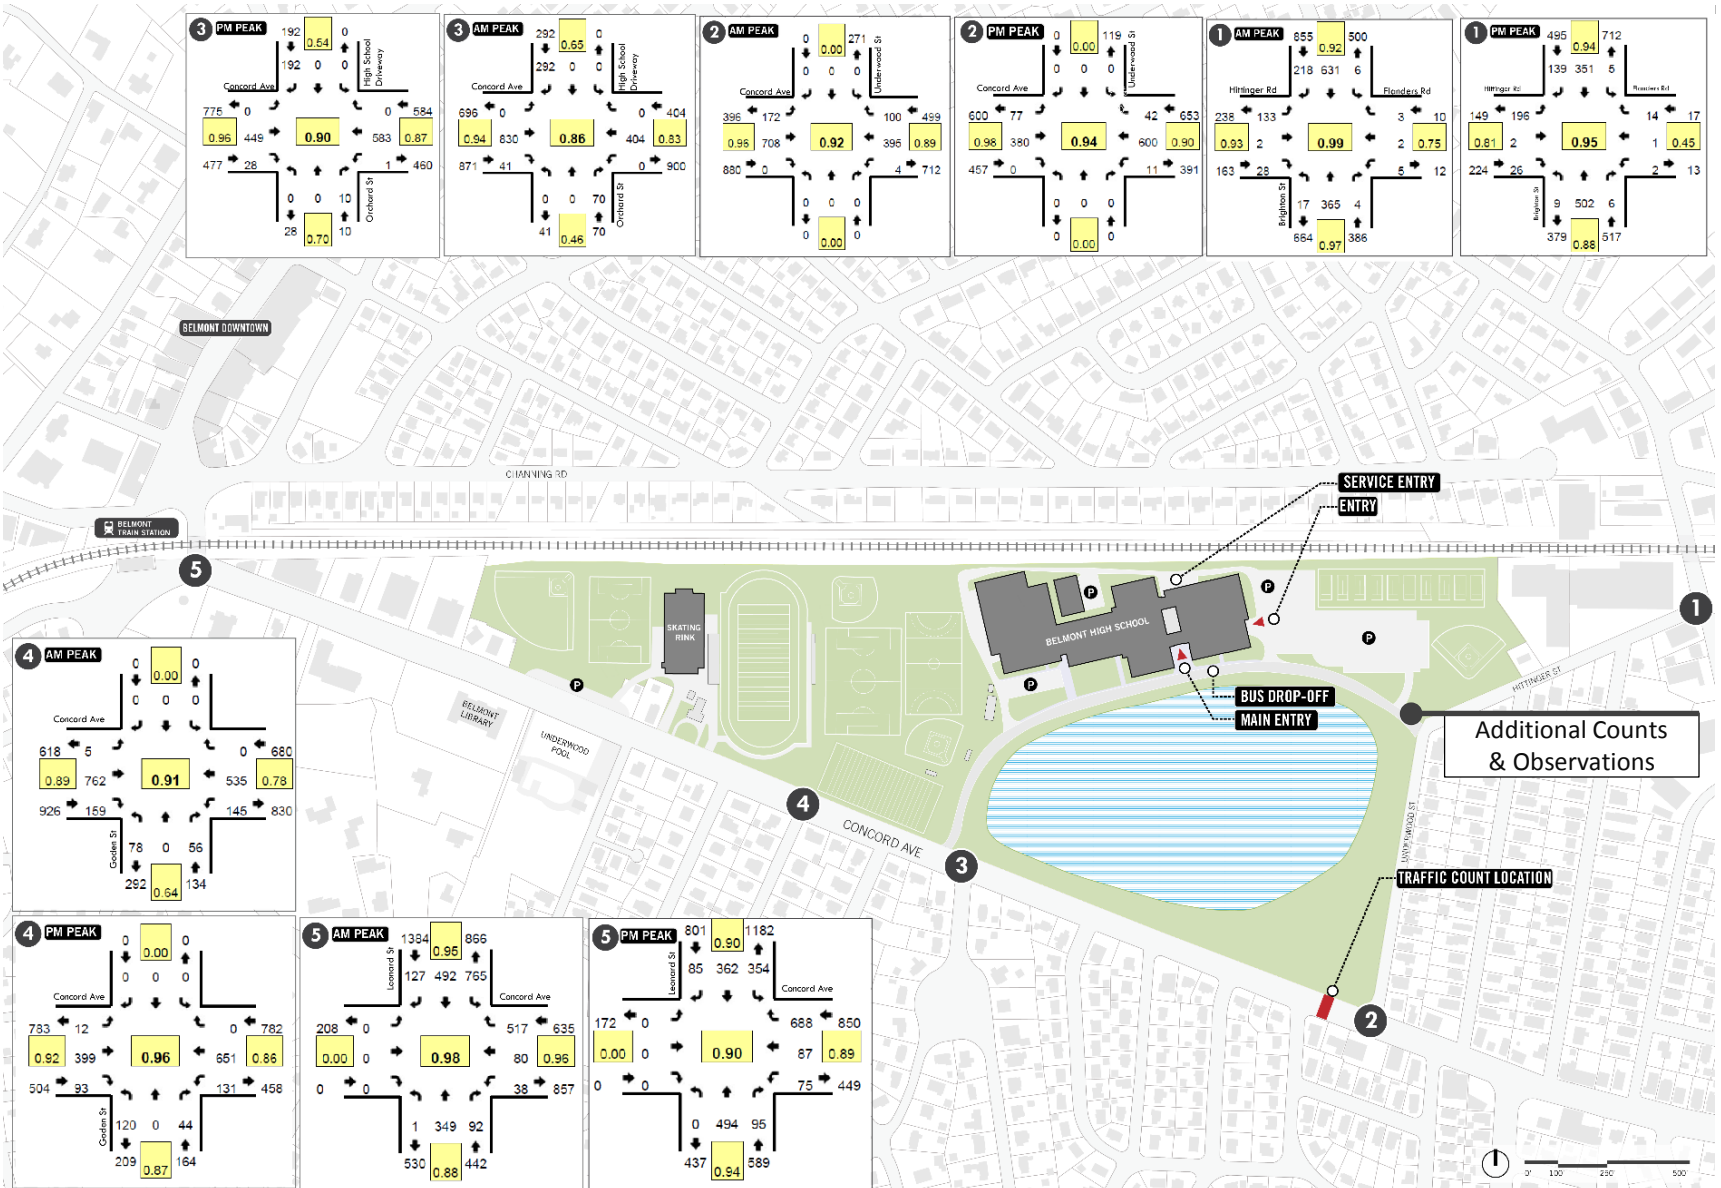 3 PM PEAK
192 0.54 0
192 0 0
High School
Driveway
Concord Ave
775 0 0 584
0.96 449 0.90 583 0.87
477 28 1 460
0 0 10
Orchard St
28 0.70 10
3 AM PEAK
292 0.65 0
292 0 0
High School
Driveway
Concord Ave
696 0 0 404
0.94 830 0.86 404 0.83
871 41 0 900
0 0 70
Orchard St
41 0.46 70
2 AM PEAK
0 0.00 271
0 0 0
Underwood St
Concord Ave
396 172 100 499
0.96 708 0.92 395 0.89
880 0 4 712
0 0 0
0 0.00 0
2 PM PEAK
0 0.00 119
0 0 0
Underwood St
Concord Ave
600 77 42 653
0.98 380 0.94 600 0.90
457 0 11 391
0 0 0
0 0.00 0
1 AM PEAK
855 0.92 500
218 631 6
Hittinger Rd Flanders Rd
238 133 3 10
0.93 2 0.99 2 0.75
163 28 5 12
Brighton St
17 365 4
664 0.97 386
1 PM PEAK
495 0.94 712
139 351 5
Hittinger Rd Flanders Rd
149 196 14 17
0.81 2 0.95 1 0.45
224 26 2 13
Brighton St
9 502 6
379 0.88 517
BELMONT DOWNTOWN
CHANNING RD
SERVICE ENTRY
ENTRY
BELMONT
TRAIN STATION
5
P
P
BELMONT HIGH SCHOOL
1
SKATING
RINK
P
P
P
HITTINGER ST
BUS DROP-OFF
MAIN ENTRY
BELMONT
LIBRARY
UNDERWOOD
POOL
Additional Counts
& Observations
4
CONCORD AVE
3
UNDERWOOD ST
TRAFFIC COUNT LOCATION
2
4 AM PEAK
0 0.00 0
0 0 0
Concord Ave
618 5 0 680
0.89 762 0.91 535 0.78
926 159 145 830
Goden St
78 0 56
292 0.64 134
4 PM PEAK
0 0.00 0
0 0 0
Concord Ave
783 12 0 782
0.92 399 0.96 651 0.86
504 93 131 458
Goden St
120 0 44
209 0.87 164
5 AM PEAK
1384 0.95 866
Leonard St
127 492 765
Concord Ave
208 0 517 635
0.00 0 0.98 80 0.96
0 0 38 857
1 349 92
530 0.88 442
5 PM PEAK
801 0.90 1182
Leonard St
85 362 354
Concord Ave
172 0 688 850
0.00 0 0.90 87 0.89
0 0 75 449
0 494 95
437 0.94 589
0' 100' 250' 500'